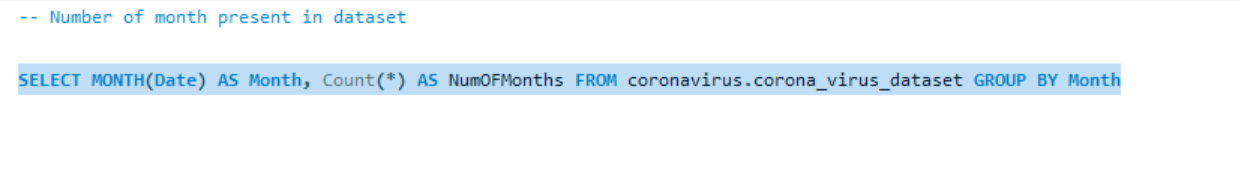 -- Number of month present in dataset
SELECT MONTH(Date) AS Month, Count(*) AS NumOFMonths FROM coronavirus.corona_virus_dataset GROUP BY Month